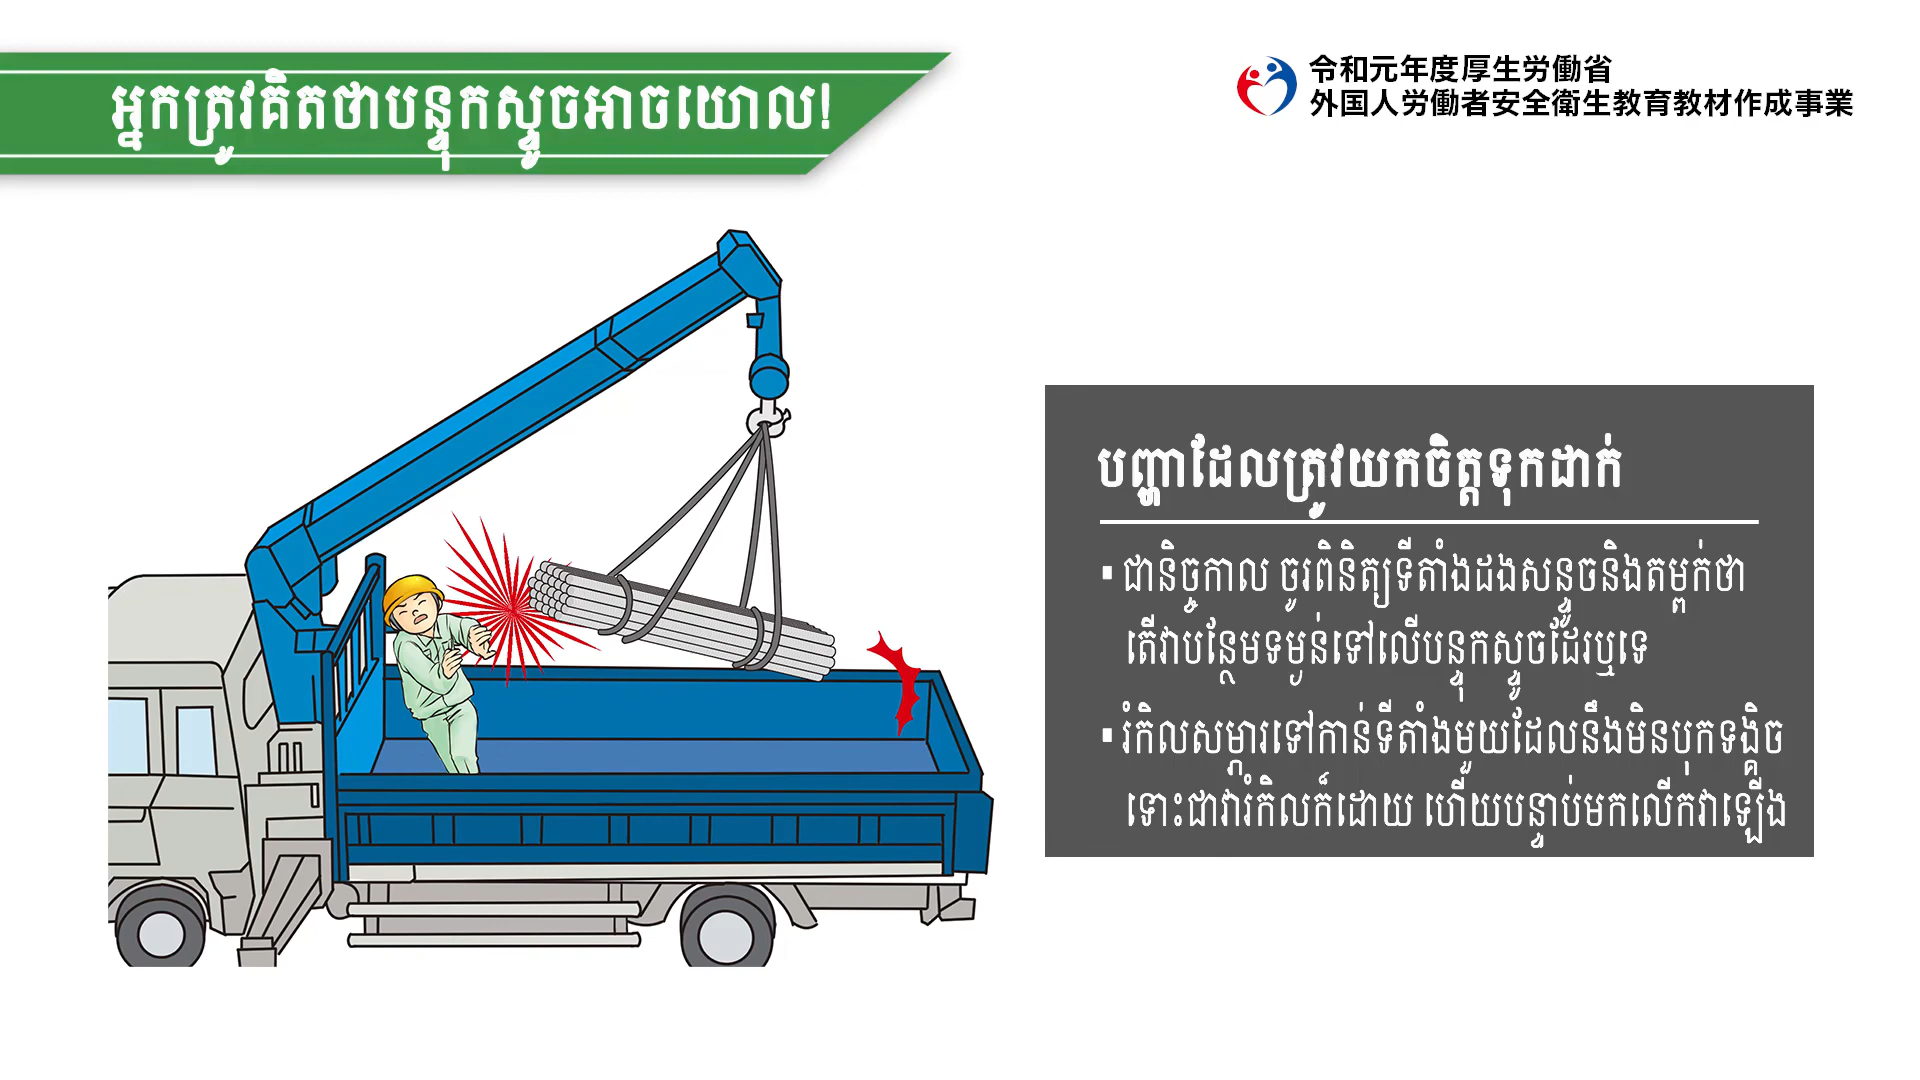 អ្នកត្រូវគិតថាបន្ទុកស្ទូចអាចយោល!
令和元年度厚生労働省
外国人労働者安全衛生教育教材作成事業
បញ្ហាដែលត្រូវយកចិត្តទុកដាក់
▪ ជានិច្ចកាល ចូរពិនិត្យទីតាំងដងសន្ទូចនិងតម្ពក់ថា
តើវាបន្ថែមទម្ងន់ទៅលើបន្ទុកស្ទូចដែរឬទេ
▪ រំកិលសម្ភារទៅកាន់ទីតាំងមួយដែលនឹងមិនបុកទង្គិច
ទោះជាវារំកិលក៏ដោយ ហើយបន្ទាប់មកលើកវាឡើង